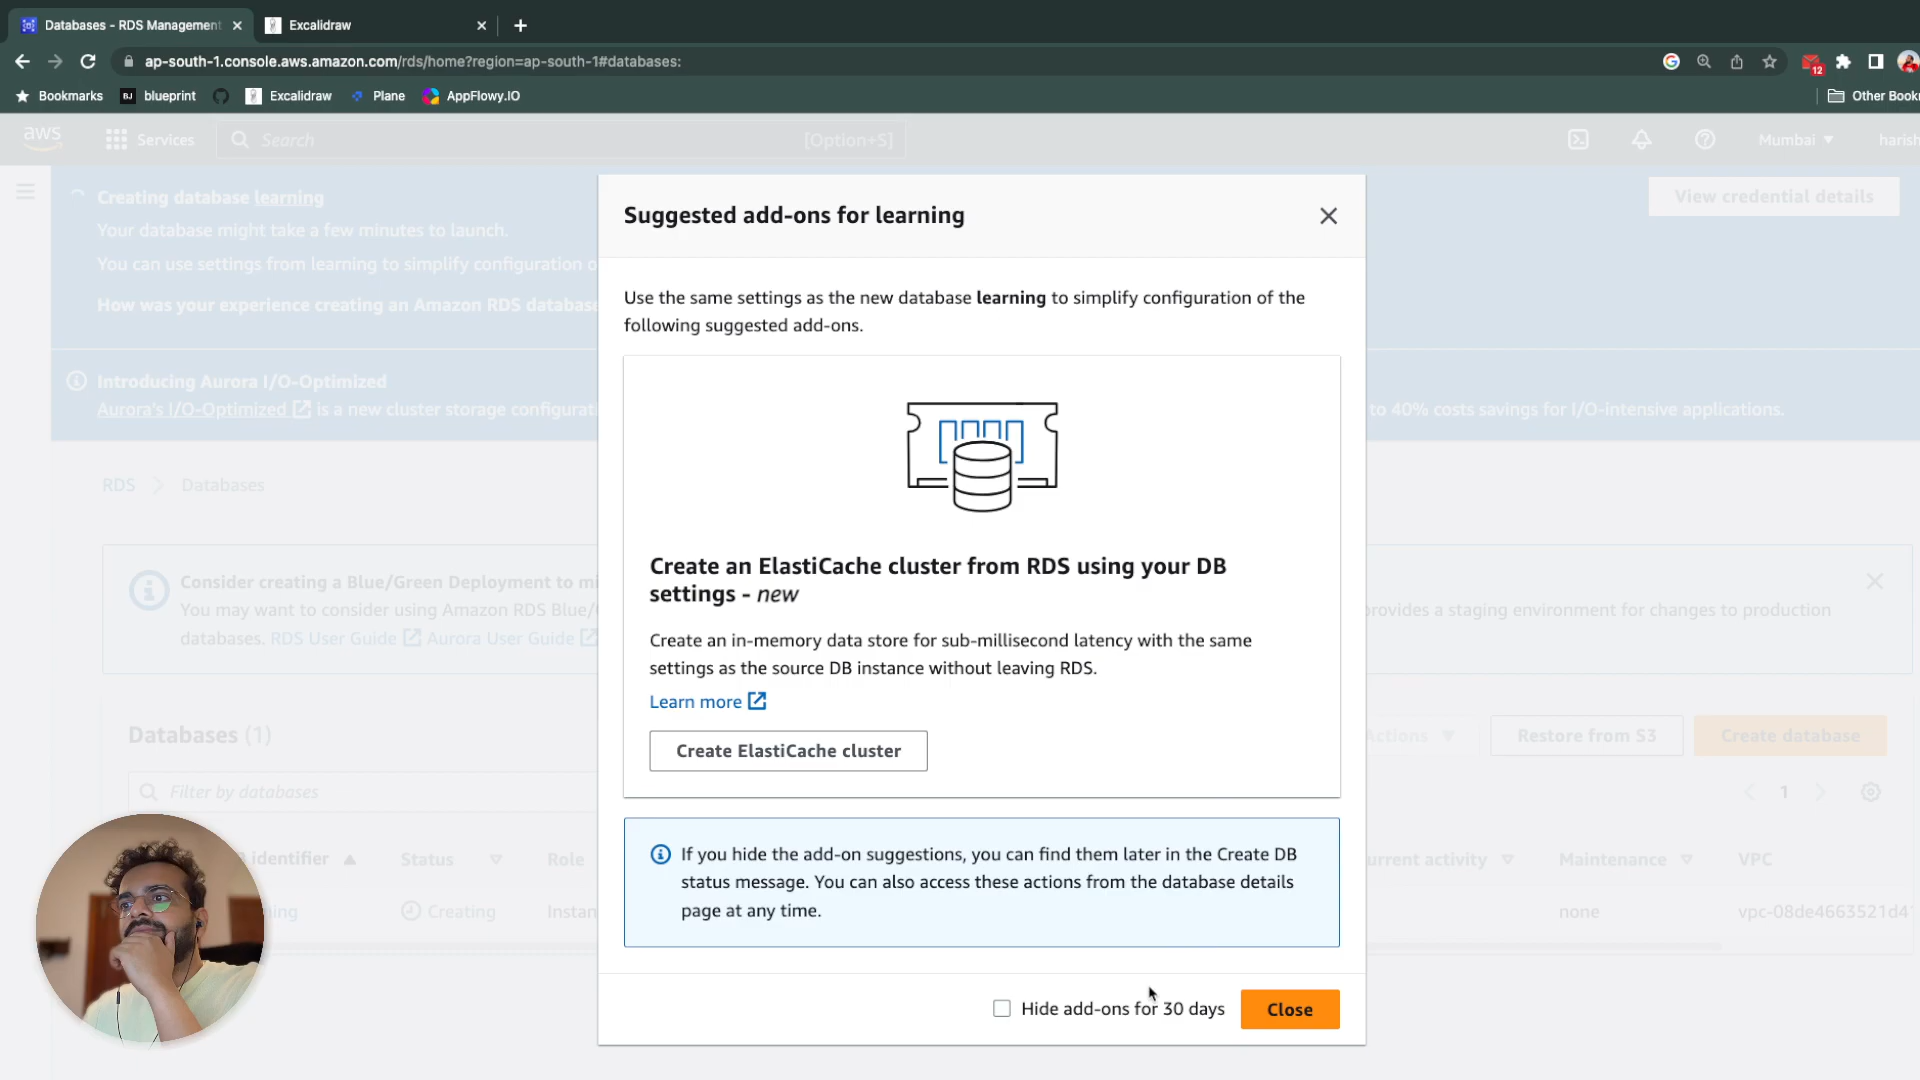 Databases - RDS Management
Excalidraw
ap-south-1.console.aws.amazon.com/rds/home?region=ap-south-1#databases:
12
Bookmarks
blueprint
Excalidraw
Plane
AppFlowy.IO
Other Book
aws
Services
Search
[Option+S]
Mumbai
harish
Creating database learning
View credential details
Your database might take a few minutes to launch.
You can use settings from learning to simplify configuration o
How was your experience creating an Amazon RDS database
Introducing Aurora I/O-Optimized
Aurora's I/O-Optimized is a new cluster storage configurati
to 40% costs savings for I/O-intensive applications.
RDS
Databases
Consider creating a Blue/Green Deployment to mi
You may want to consider using Amazon RDS Blue/
provides a staging environment for changes to production
databases. RDS User Guide Aurora User Guide
Databases (1)
Actions
Restore from S3
Create database
Filter by databases
1
identifier
Status
Role
urrent activity
Maintenance
VPC
Creating
Instan
none
vpc-08de4663521d4
Suggested add-ons for learning
Use the same settings as the new database learning to simplify configuration of the
following suggested add-ons.
Create an ElastiCache cluster from RDS using your DB
settings - new
Create an in-memory data store for sub-millisecond latency with the same
settings as the source DB instance without leaving RDS.
Learn more
Create ElastiCache cluster
If you hide the add-on suggestions, you can find them later in the Create DB
status message. You can also access these actions from the database details
page at any time.
Hide add-ons for 30 days
Close